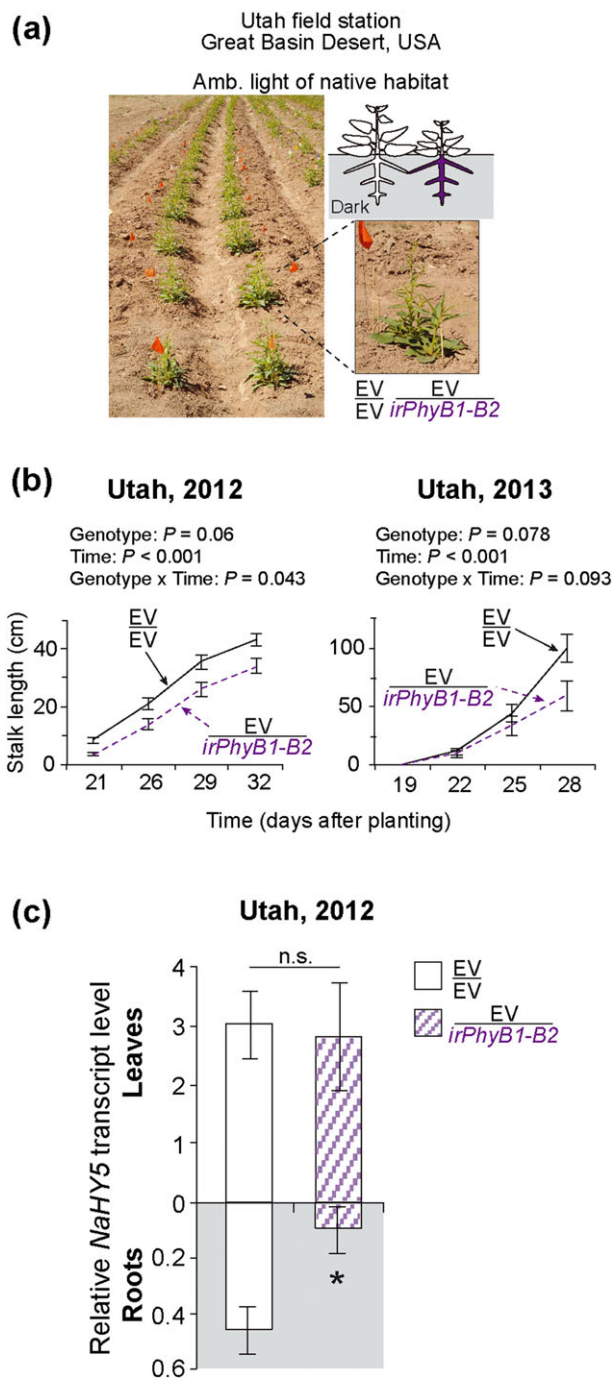 (a)
Utah field station
Great Basin Desert, USA
Amb. light of native habitat
Dark
EV
EV
EV
irPhyB1-B2
(b)
Utah, 2012
Genotype: P = 0.06
Time: P < 0.001
Genotype x Time: P = 0.043
Stalk length (cm)
40
20
0
21 26 29 32
EV
EV
EV
irPhyB1-B2
Utah, 2013
Genotype: P = 0.078
Time: P < 0.001
Genotype x Time: P = 0.093
100
50
0
19 22 25 28
EV
EV
EV
irPhyB1-B2
Time (days after planting)
(c)
Utah, 2012
Relative NaHY5 transcript level
Leaves
Roots
4
3
2
1
0
0.2
0.4
0.6
n.s.
*
EV
EV
EV
irPhyB1-B2